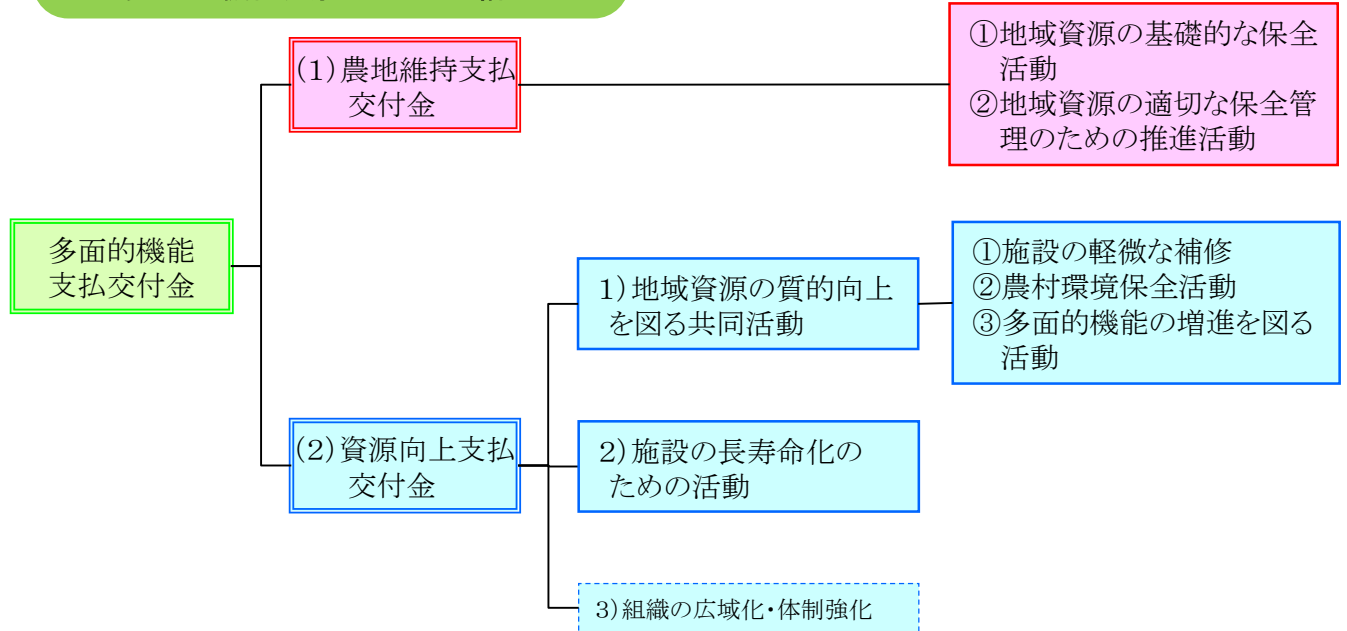 (1)農地維持支払
交付金
①地域資源の基礎的な保全
活動
②地域資源の適切な保全管
理のための推進活動
多面的機能
支払交付金
1)地域資源の質的向上
を図る共同活動
①施設の軽微な補修
②農村環境保全活動
③多面的機能の増進を図る
活動
(2)資源向上支払
交付金
2)施設の長寿命化の
ための活動
3)組織の広域化・体制強化